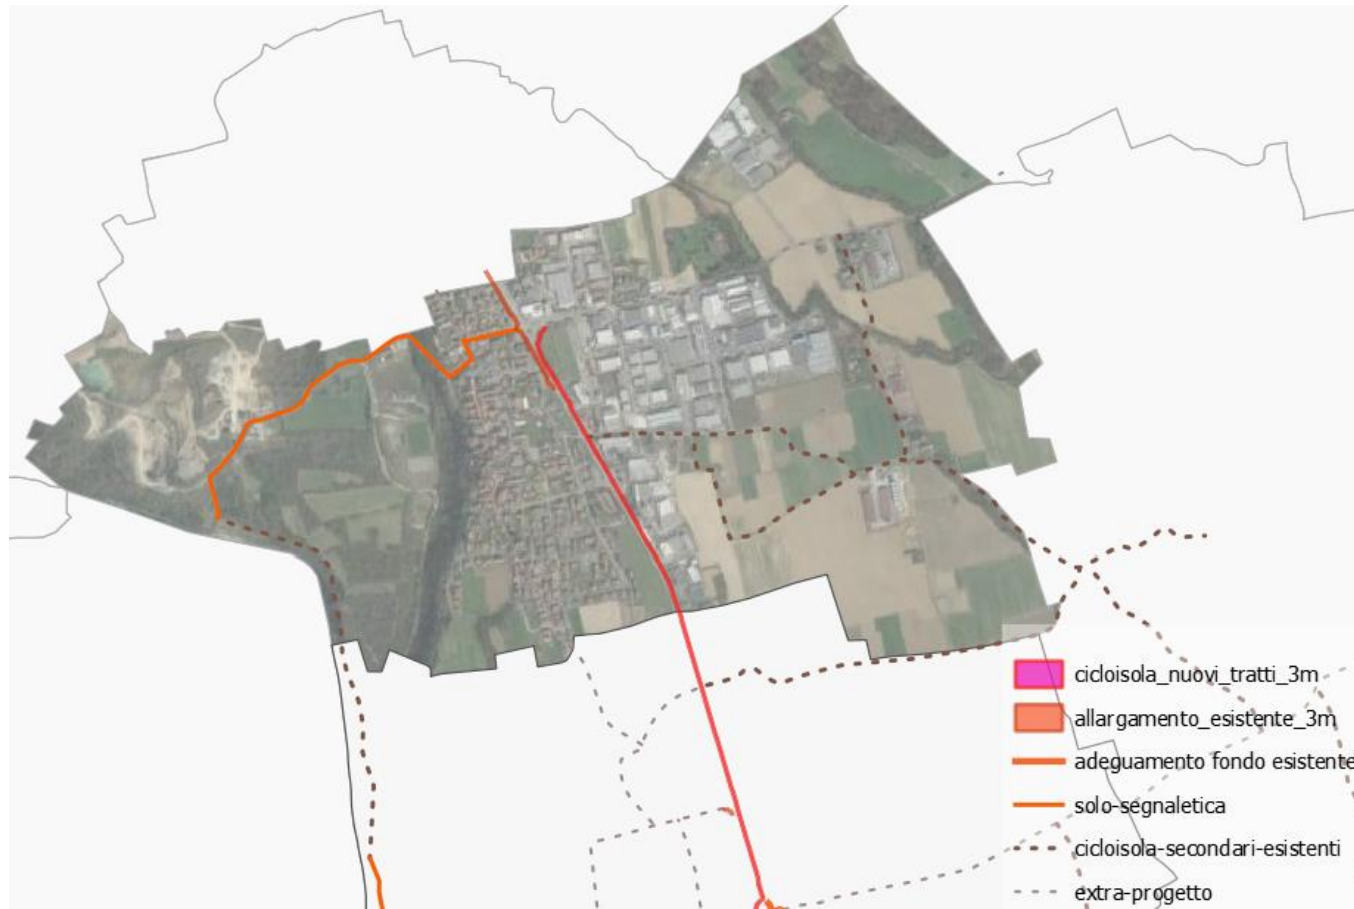 cicloisola_nuovi_tratti_3m
allargamento_esistente_3m
adeguamento fondo esistente
solo-segnaletica
cicloisola-secondari-esistenti
extra-progetto